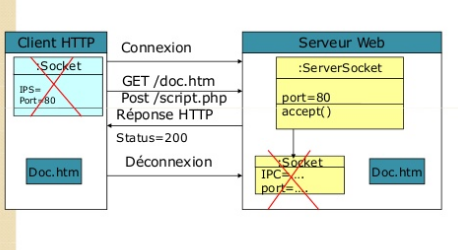 Client HTTP
:Socket
IPS=
Port=80
Doc.htm
Connexion
GET /doc.htm
Post /script.php
Réponse HTTP
Status=200
Déconnexion
Serveur Web
:ServerSocket
port=80
accept()
:Socket
IPC=....
port=....
Doc.htm